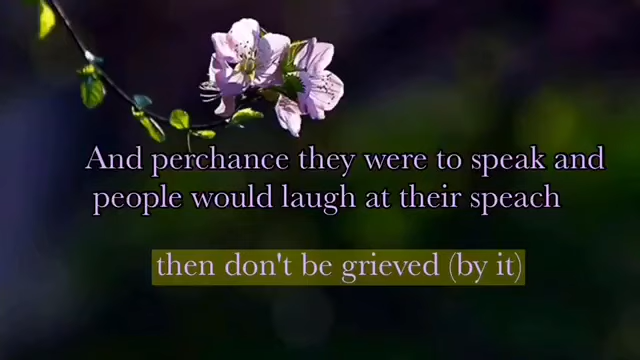 And perchance they were to speak and
people would laugh at their speach
then don't be grieved (by it)